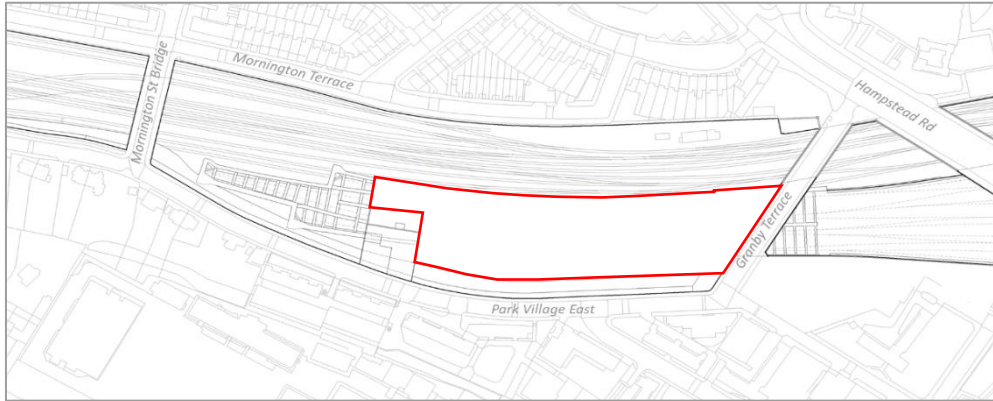 Mornington St Bridge
Mornington Terrace
Hampstead Rd
Granby Terrace
Park Village East